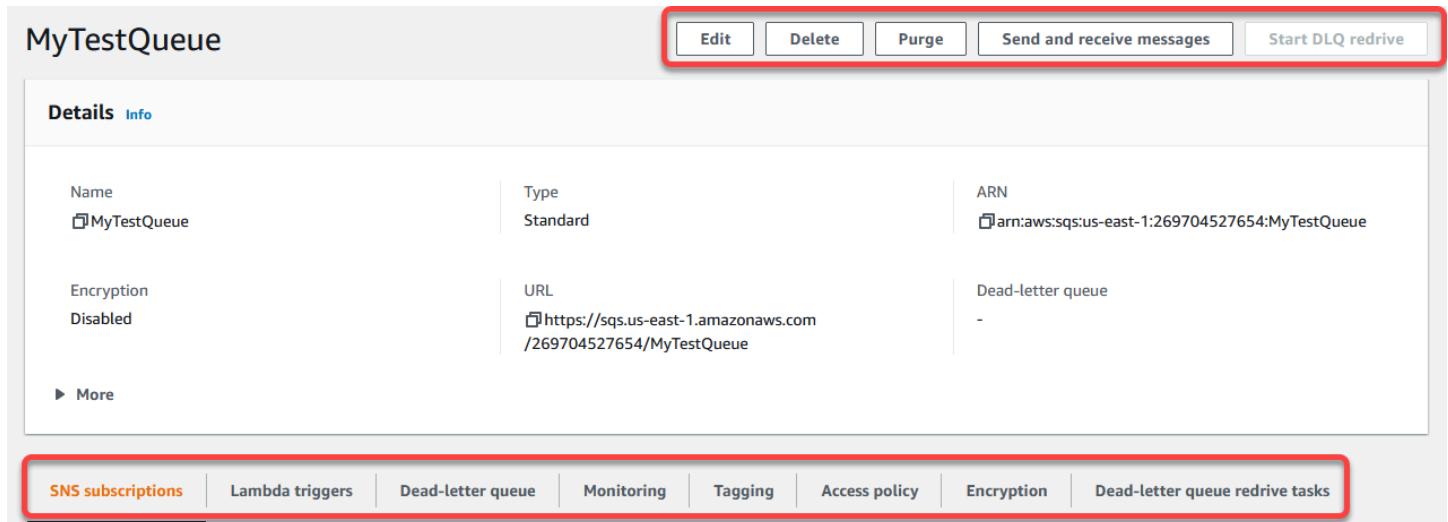 MyTestQueue
Edit
Delete
Purge
Send and receive messages
Start DLQ redrive
Details Info
Name
MyTestQueue
Type
Standard
ARN
arn:aws:sqs:us-east-1:269704527654:MyTestQueue
Encryption
Disabled
URL
https://sqs.us-east-1.amazonaws.com
/269704527654/MyTestQueue
Dead-letter queue
-
More
SNS subscriptions
Lambda triggers
Dead-letter queue
Monitoring
Tagging
Access policy
Encryption
Dead-letter queue redrive tasks